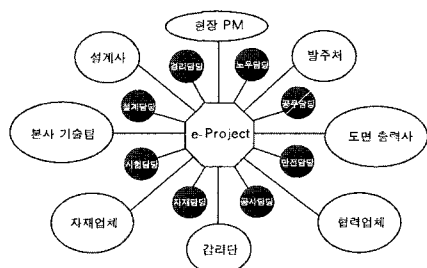 현장 PM
설계사
발주처
경리담당
노무담당
설계담당
공무담당
본사 기술팀
e-Project
도면 출력사
시험담당
안전담당
자재담당
공사담당
자재업체
협력업체
감리단